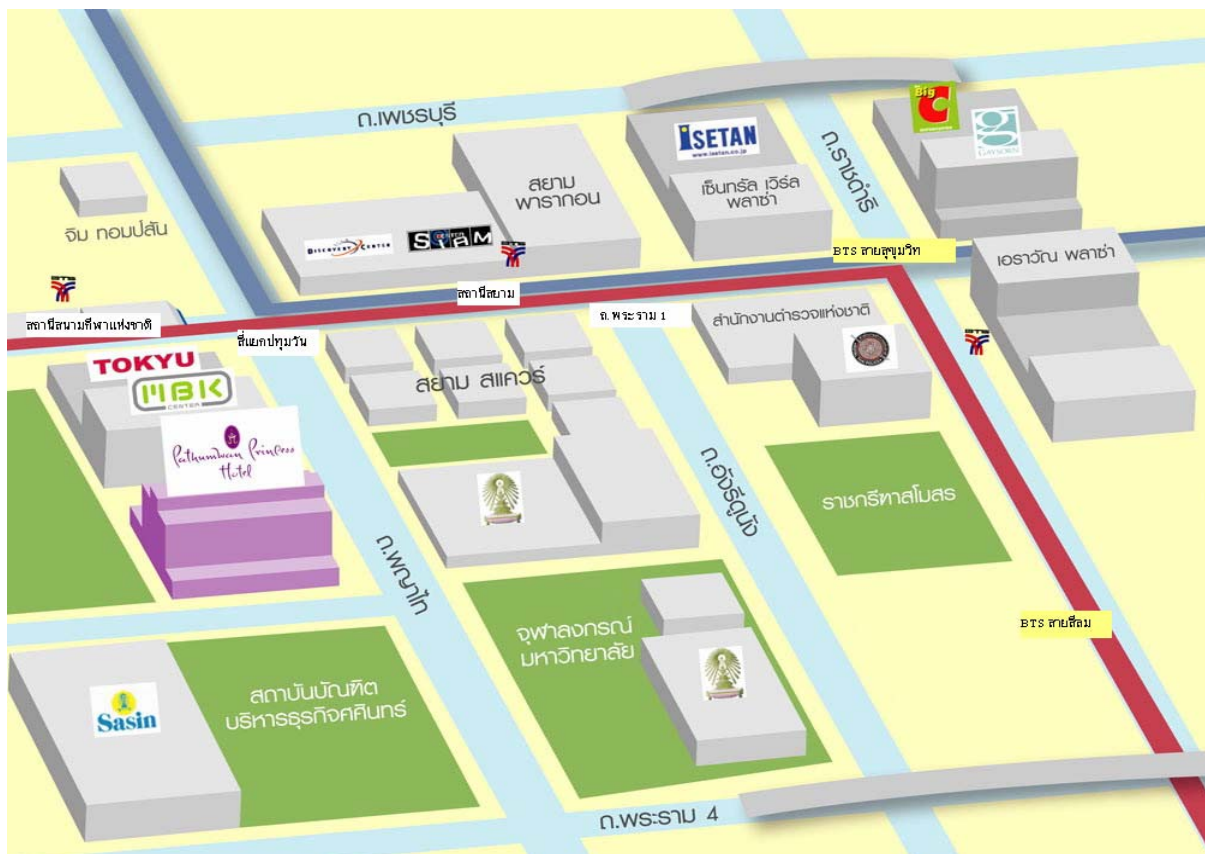 ถ.เพชรบุรี
ISETAN
www.isetan.co.jp
Big C
g
GAYSORN
ถ.ราชดำริ
สยาม
พารากอน
เซ็นทรัล เวิร์ล
พลาซ่า
จิม ทอมป์สัน
DISCOVERY CENTER
CENTER
SIAM
BTS
BTS สายสุขุมวิท
เอราวัณ พลาซ่า
BTS
สถานีสยาม
สถานีสนามกีฬาแห่งชาติ
ถ.พระราม 1
สำนักงานตำรวจแห่งชาติ
สี่แยกปทุมวัน
BTS
TOKYU
MBK
CENTER
สยาม สแควร์
Pathumwan Princess
Hotel
ถ.อังรีดูนัง
ราชกรีฑาสโมสร
ถ.พญาไท
BTS สายสีลม
จุฬาลงกรณ์
มหาวิทยาลัย
สถาบันบัณฑิต
บริหารธุรกิจศศินทร์
Sasin
ถ.พระราม 4